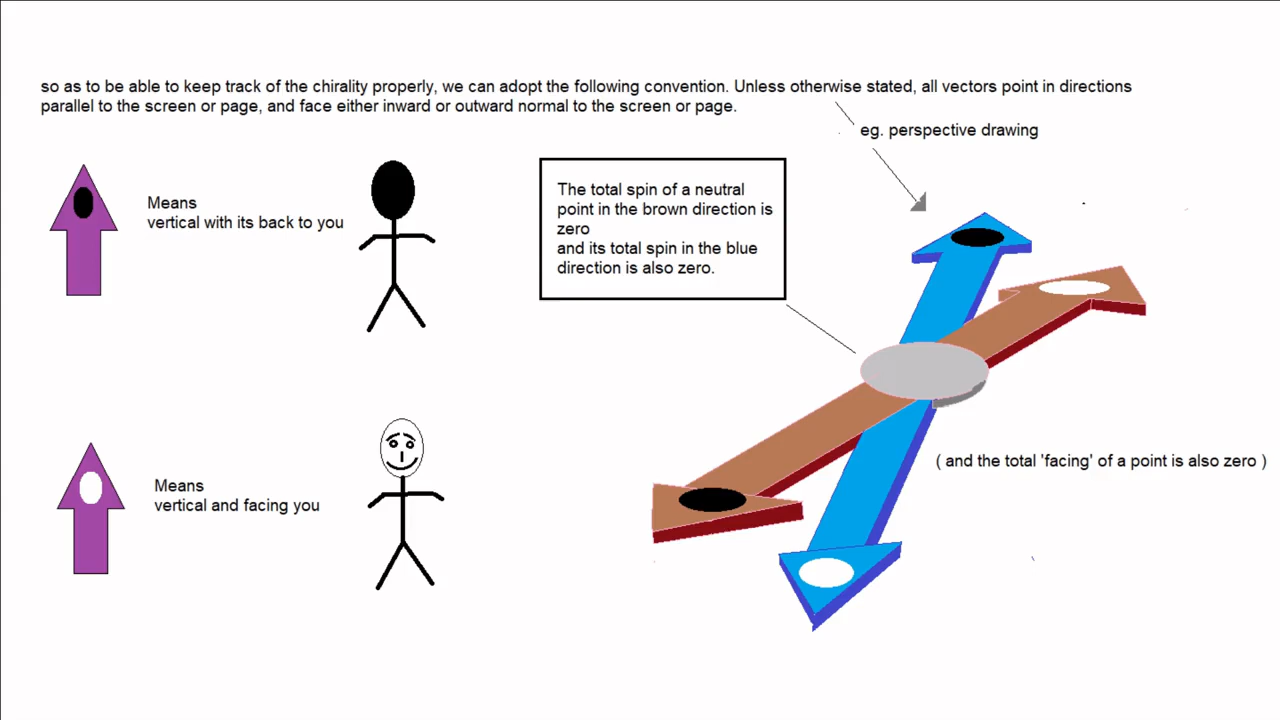 so as to be able to keep track of the chirality properly, we can adopt the following convention. Unless otherwise stated, all vectors point in directions
parallel to the screen or page, and face either inward or outward normal to the screen or page.
eg. perspective drawing
Means
vertical with its back to you
The total spin of a neutral
point in the brown direction is
zero
and its total spin in the blue
direction is also zero.
( and the total 'facing' of a point is also zero )
Means
vertical and facing you